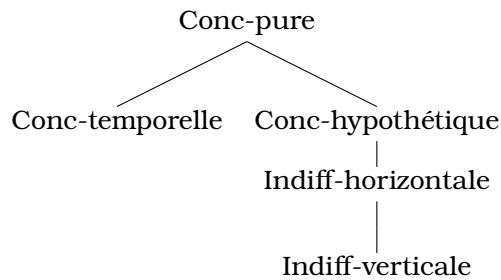 Conc-pure
Conc-temporelle Conc-hypothétique
Indiff-horizontale
Indiff-verticale